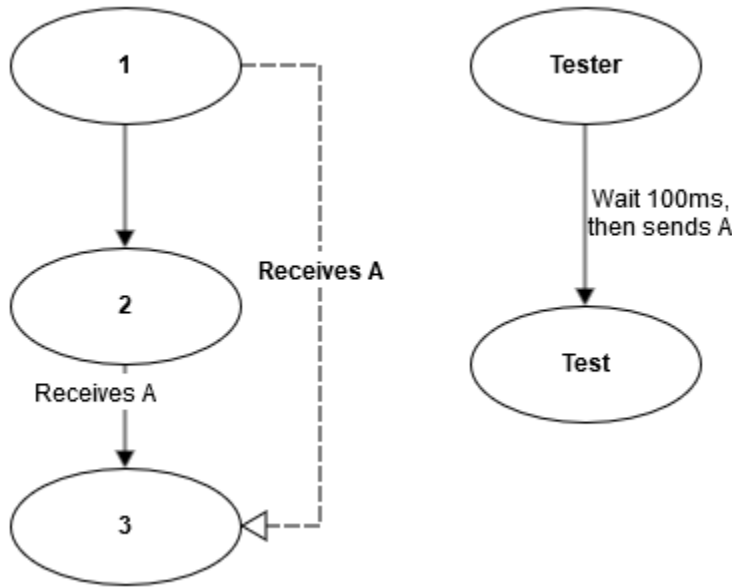 1
Tester
Wait 100ms,
then sends A
Receives A
2
Test
Receives A
3